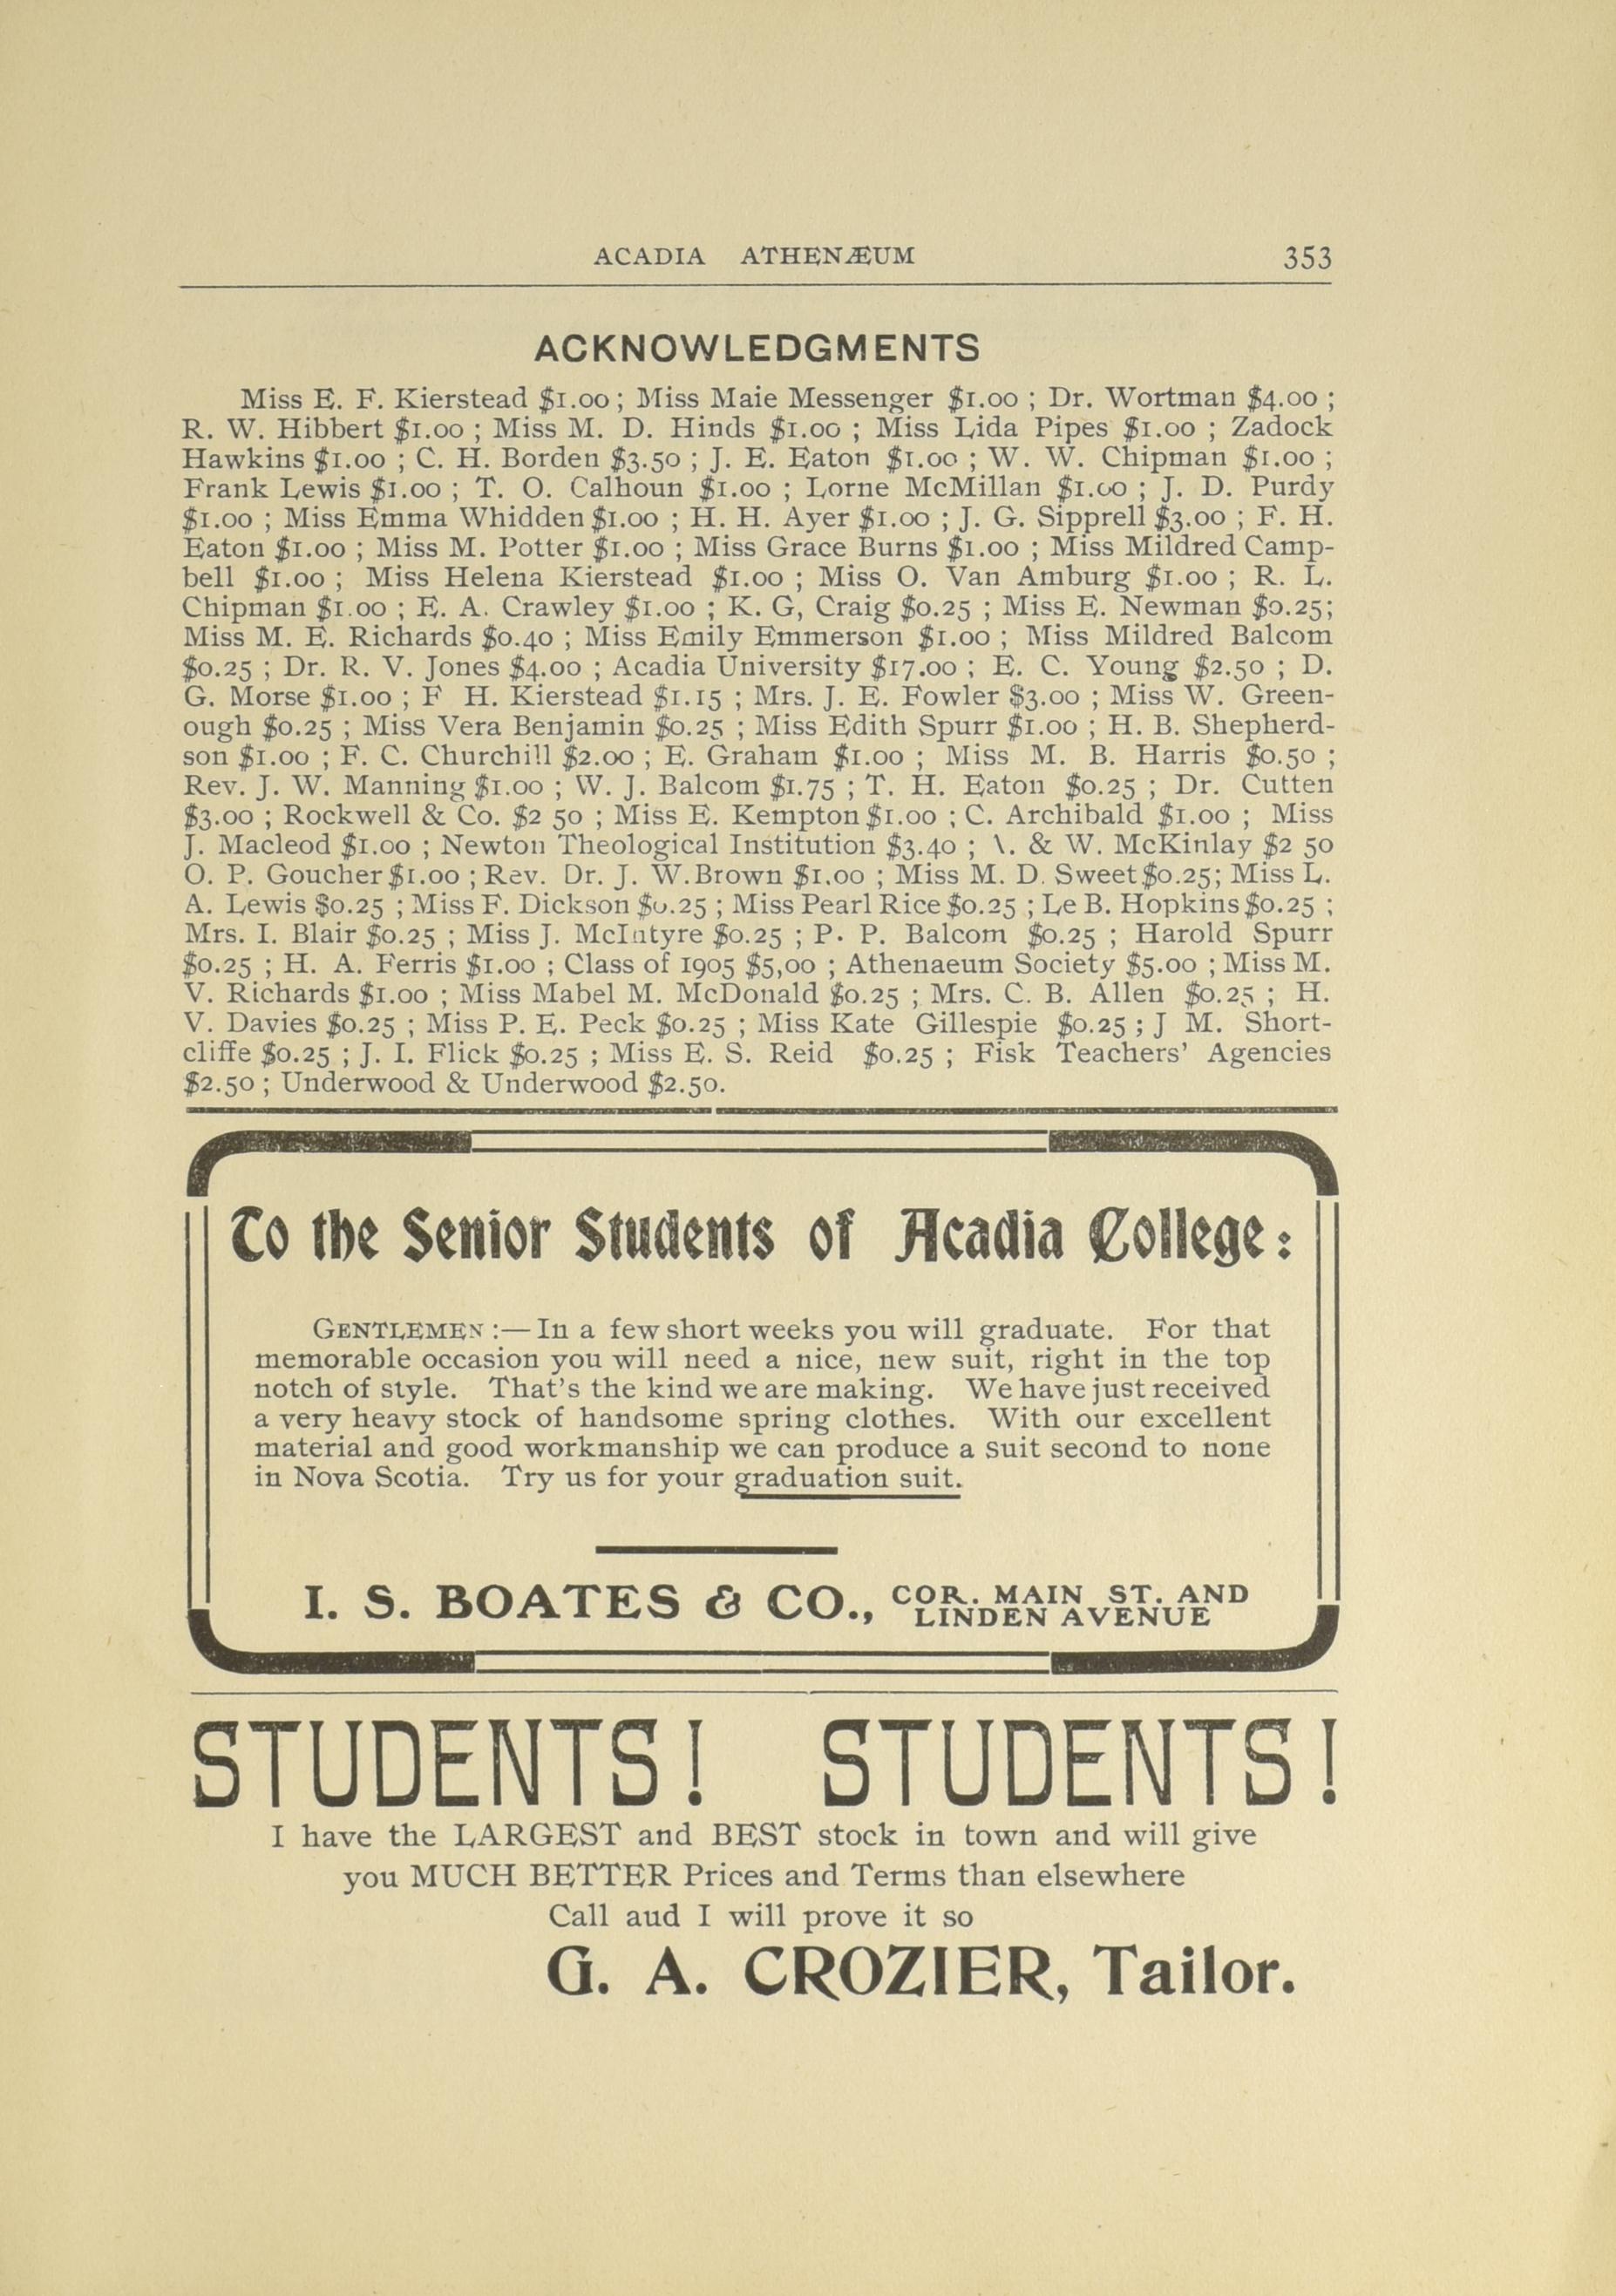 ACADIA ATHENÆUM 353
ACKNOWLEDGMENTS
Miss E. F. Kierstead $1.00 ; Miss Maie Messenger $1.00 ; Dr. Wortman $4.00 ;
R. W. Hibbert $1.00 ; Miss M. D. Hinds $1.00 ; Miss Lida Pipes $1.00 ; Zadock
Hawkins $1.00 ; C. H. Borden $3.50 ; J. E. Eaton $1.00 ; W. W. Chipman $1.00 ;
Frank Lewis $1.00 ; T. O. Calhoun $1.00 ; Lorne McMillan $1.00 ; J. D. Purdy
$1.00 ; Miss Emma Whidden $1.00 ; H. H. Ayer $1.00 ; J. G. Sipprell $3.00 ; F. H.
Eaton $1.00 ; Miss M. Potter $1.00 ; Miss Grace Burns $1.00 ; Miss Mildred Camp-
bell $1.00 ; Miss Helena Kierstead $1.00 ; Miss O. Van Amburg $1.00 ; R. L.
Chipman $1.00 ; E. A. Crawley $1.00 ; K. G, Craig $0.25 ; Miss E. Newman $0.25;
Miss M. E. Richards $0.40 ; Miss Emily Emmerson $1.00 ; Miss Mildred Balcom
$0.25 ; Dr. R. V. Jones $4.00 ; Acadia University $17.00 ; E. C. Young $2.50 ; D.
G. Morse $1.00 ; F H. Kierstead $1.15 ; Mrs. J. E. Fowler $3.00 ; Miss W. Green-
ough $0.25 ; Miss Vera Benjamin $0.25 ; Miss Edith Spurr $1.00 ; H. B. Shepherd-
son $1.00 ; F. C. Churchill $2.00 ; E. Graham $1.00 ; Miss M. B. Harris $0.50 ;
Rev. J. W. Manning $1.00 ; W. J. Balcom $1.75 ; T. H. Eaton $0.25 ; Dr. Cutten
$3.00 ; Rockwell & Co. $2 50 ; Miss E. Kempton $1.00 ; C. Archibald $1.00 ; Miss
J. Macleod $1.00 ; Newton Theological Institution $3.40 ; \. & W. McKinlay $2 50
O. P. Goucher $1.00 ; Rev. Dr. J. W. Brown $1.00 ; Miss M. D. Sweet $0.25; Miss L.
A. Lewis $0.25 ; Miss F. Dickson $0.25 ; Miss Pearl Rice $0.25 ; Le B. Hopkins $0.25 ;
Mrs. I. Blair $0.25 ; Miss J. McIntyre $0.25 ; P. P. Balcom $0.25 ; Harold Spurr
$0.25 ; H. A. Ferris $1.00 ; Class of 1905 $5,00 ; Athenaeum Society $5.00 ; Miss M.
V. Richards $1.00 ; Miss Mabel M. McDonald $0.25 ; Mrs. C. B. Allen $0.25 ; H.
V. Davies $0.25 ; Miss P. E. Peck $0.25 ; Miss Kate Gillespie $0.25 ; J M. Short-
cliffe $0.25 ; J. I. Flick $0.25 ; Miss E. S. Reid $0.25 ; Fisk Teachers' Agencies
$2.50 ; Underwood & Underwood $2.50.
To the Senior Students of Acadia College:
GENTLEMEN :—In a few short weeks you will graduate. For that
memorable occasion you will need a nice, new suit, right in the top
notch of style. That's the kind we are making. We have just received
a very heavy stock of handsome spring clothes. With our excellent
material and good workmanship we can produce a suit second to none
in Nova Scotia. Try us for your graduation suit.
I. S. BOATES & CO., COR. MAIN ST. AND
LINDEN AVENUE
STUDENTS! STUDENTS!
I have the LARGEST and BEST stock in town and will give
you MUCH BETTER Prices and Terms than elsewhere
Call aud I will prove it so
G. A. CROZIER, Tailor.